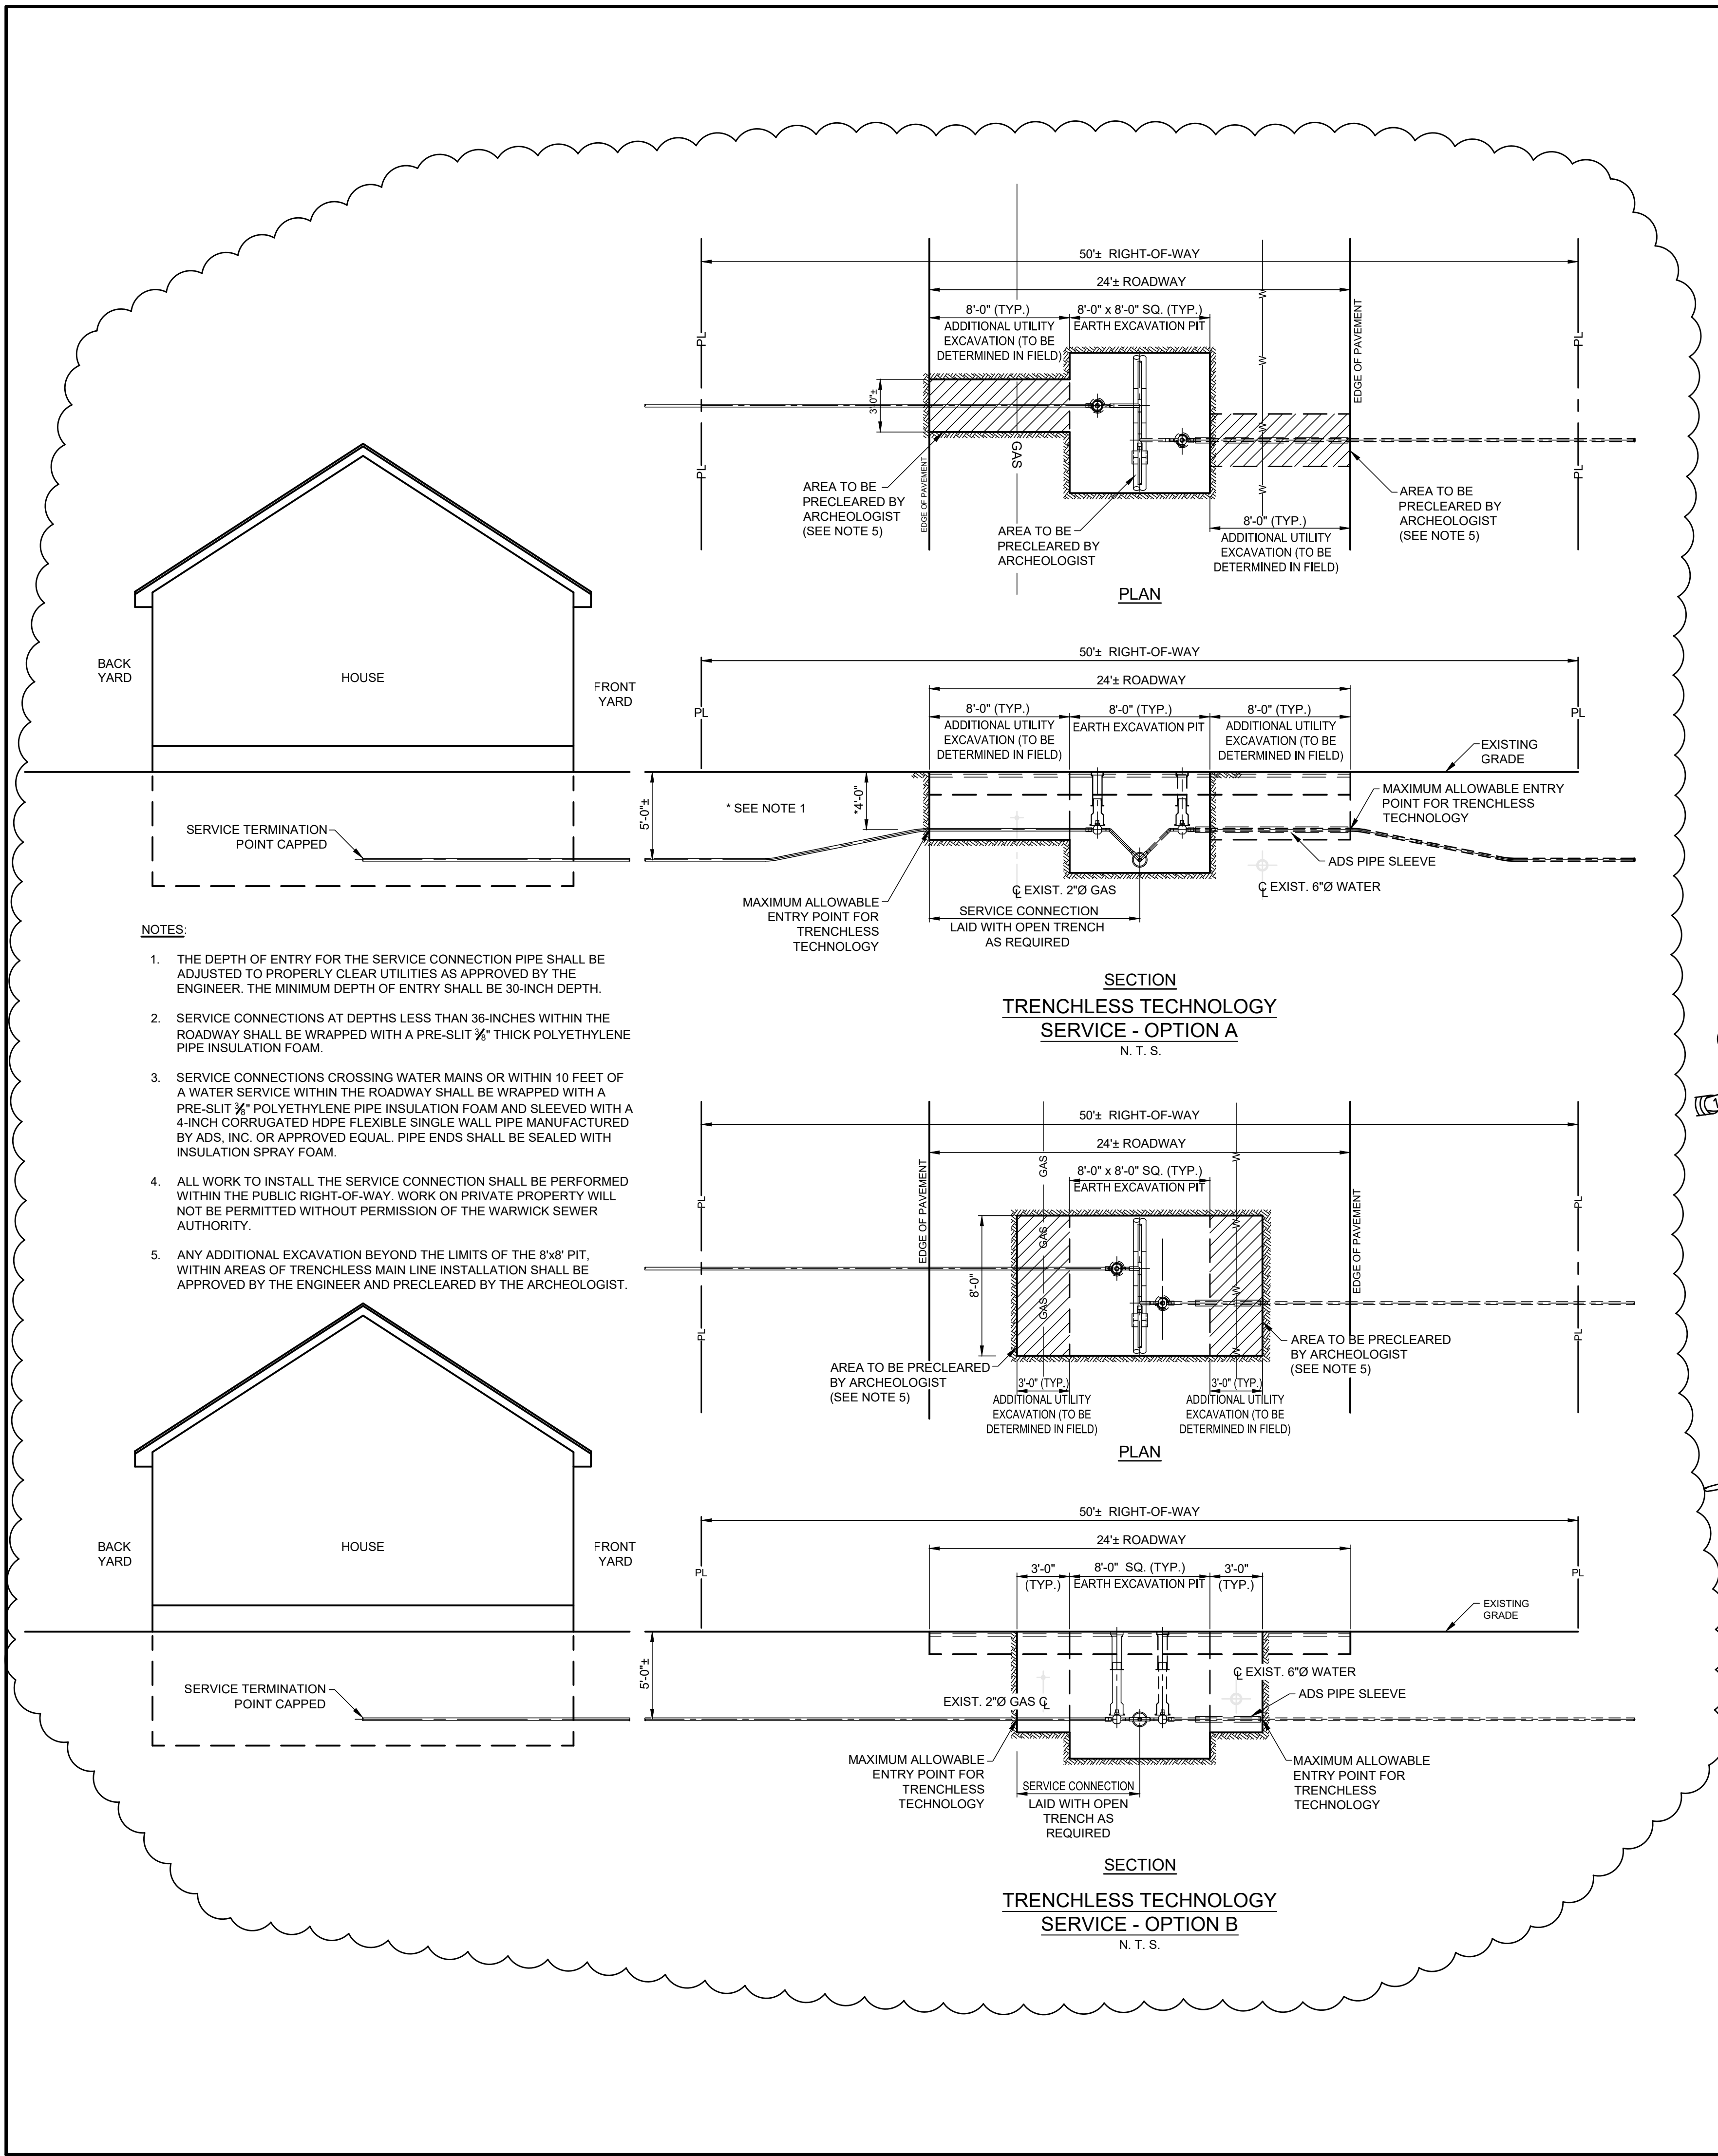 50'± RIGHT-OF-WAY
24'± ROADWAY
8'-0" (TYP.)
ADDITIONAL UTILITY
EXCAVATION (TO BE
DETERMINED IN FIELD)
8'-0" x 8'-0" SQ. (TYP.)
EARTH EXCAVATION PIT
W
W
W
W
EDGE OF PAVEMENT
PL
PL
PL
PL
3'-0"±
GAS
EDGE OF PAVEMENT
AREA TO BE
PRECLEARED BY
ARCHEOLOGIST
(SEE NOTE 5)
AREA TO BE
PRECLEARED BY
ARCHEOLOGIST
8'-0" (TYP.)
ADDITIONAL UTILITY
EXCAVATION (TO BE
DETERMINED IN FIELD)
AREA TO BE
PRECLEARED BY
ARCHEOLOGIST
(SEE NOTE 5)
PLAN
BACK
YARD
HOUSE
FRONT
YARD
50'± RIGHT-OF-WAY
24'± ROADWAY
PL
PL
8'-0" (TYP.)
ADDITIONAL UTILITY
EXCAVATION (TO BE
DETERMINED IN FIELD)
8'-0" (TYP.)
EARTH EXCAVATION PIT
8'-0" (TYP.)
ADDITIONAL UTILITY
EXCAVATION (TO BE
DETERMINED IN FIELD)
EXISTING
GRADE
5'-0"±
* SEE NOTE 1
*4'-0"
MAXIMUM ALLOWABLE ENTRY
POINT FOR TRENCHLESS
TECHNOLOGY
SERVICE TERMINATION
POINT CAPPED
ADS PIPE SLEEVE
℄ EXIST. 2"Ø GAS
℄ EXIST. 6"Ø WATER
MAXIMUM ALLOWABLE
ENTRY POINT FOR
TRENCHLESS
TECHNOLOGY
SERVICE CONNECTION
LAID WITH OPEN TRENCH
AS REQUIRED
SECTION
TRENCHLESS TECHNOLOGY
SERVICE - OPTION A
N. T. S.
NOTES:
1. THE DEPTH OF ENTRY FOR THE SERVICE CONNECTION PIPE SHALL BE
ADJUSTED TO PROPERLY CLEAR UTILITIES AS APPROVED BY THE
ENGINEER. THE MINIMUM DEPTH OF ENTRY SHALL BE 30-INCH DEPTH.
2. SERVICE CONNECTIONS AT DEPTHS LESS THAN 36-INCHES WITHIN THE
ROADWAY SHALL BE WRAPPED WITH A PRE-SLIT ⅜" THICK POLYETHYLENE
PIPE INSULATION FOAM.
3. SERVICE CONNECTIONS CROSSING WATER MAINS OR WITHIN 10 FEET OF
A WATER SERVICE WITHIN THE ROADWAY SHALL BE WRAPPED WITH A
PRE-SLIT ⅜" POLYETHYLENE PIPE INSULATION FOAM AND SLEEVED WITH A
4-INCH CORRUGATED HDPE FLEXIBLE SINGLE WALL PIPE MANUFACTURED
BY ADS, INC. OR APPROVED EQUAL. PIPE ENDS SHALL BE SEALED WITH
INSULATION SPRAY FOAM.
4. ALL WORK TO INSTALL THE SERVICE CONNECTION SHALL BE PERFORMED
WITHIN THE PUBLIC RIGHT-OF-WAY. WORK ON PRIVATE PROPERTY WILL
NOT BE PERMITTED WITHOUT PERMISSION OF THE WARWICK SEWER
AUTHORITY.
5. ANY ADDITIONAL EXCAVATION BEYOND THE LIMITS OF THE 8'x8' PIT,
WITHIN AREAS OF TRENCHLESS MAIN LINE INSTALLATION SHALL BE
APPROVED BY THE ENGINEER AND PRECLEARED BY THE ARCHEOLOGIST.
50'± RIGHT-OF-WAY
24'± ROADWAY
8'-0" x 8'-0" SQ. (TYP.)
EARTH EXCAVATION PIT
EDGE OF PAVEMENT
GAS
GAS
GAS
W
W
W
W
EDGE OF PAVEMENT
PL
PL
PL
PL
8'-0"
AREA TO BE PRECLEARED
BY ARCHEOLOGIST
(SEE NOTE 5)
AREA TO BE PRECLEARED
BY ARCHEOLOGIST
(SEE NOTE 5)
3'-0" (TYP.)
ADDITIONAL UTILITY
EXCAVATION (TO BE
DETERMINED IN FIELD)
3'-0" (TYP.)
ADDITIONAL UTILITY
EXCAVATION (TO BE
DETERMINED IN FIELD)
PLAN
BACK
YARD
HOUSE
FRONT
YARD
50'± RIGHT-OF-WAY
24'± ROADWAY
PL
PL
3'-0"
(TYP.)
8'-0" SQ. (TYP.)
EARTH EXCAVATION PIT
3'-0"
(TYP.)
EXISTING
GRADE
5'-0"±
℄ EXIST. 6"Ø WATER
ADS PIPE SLEEVE
EXIST. 2"Ø GAS ℄
SERVICE TERMINATION
POINT CAPPED
MAXIMUM ALLOWABLE
ENTRY POINT FOR
TRENCHLESS
TECHNOLOGY
SERVICE CONNECTION
LAID WITH OPEN
TRENCH AS
REQUIRED
MAXIMUM ALLOWABLE
ENTRY POINT FOR
TRENCHLESS
TECHNOLOGY
SECTION
TRENCHLESS TECHNOLOGY
SERVICE - OPTION B
N. T. S.